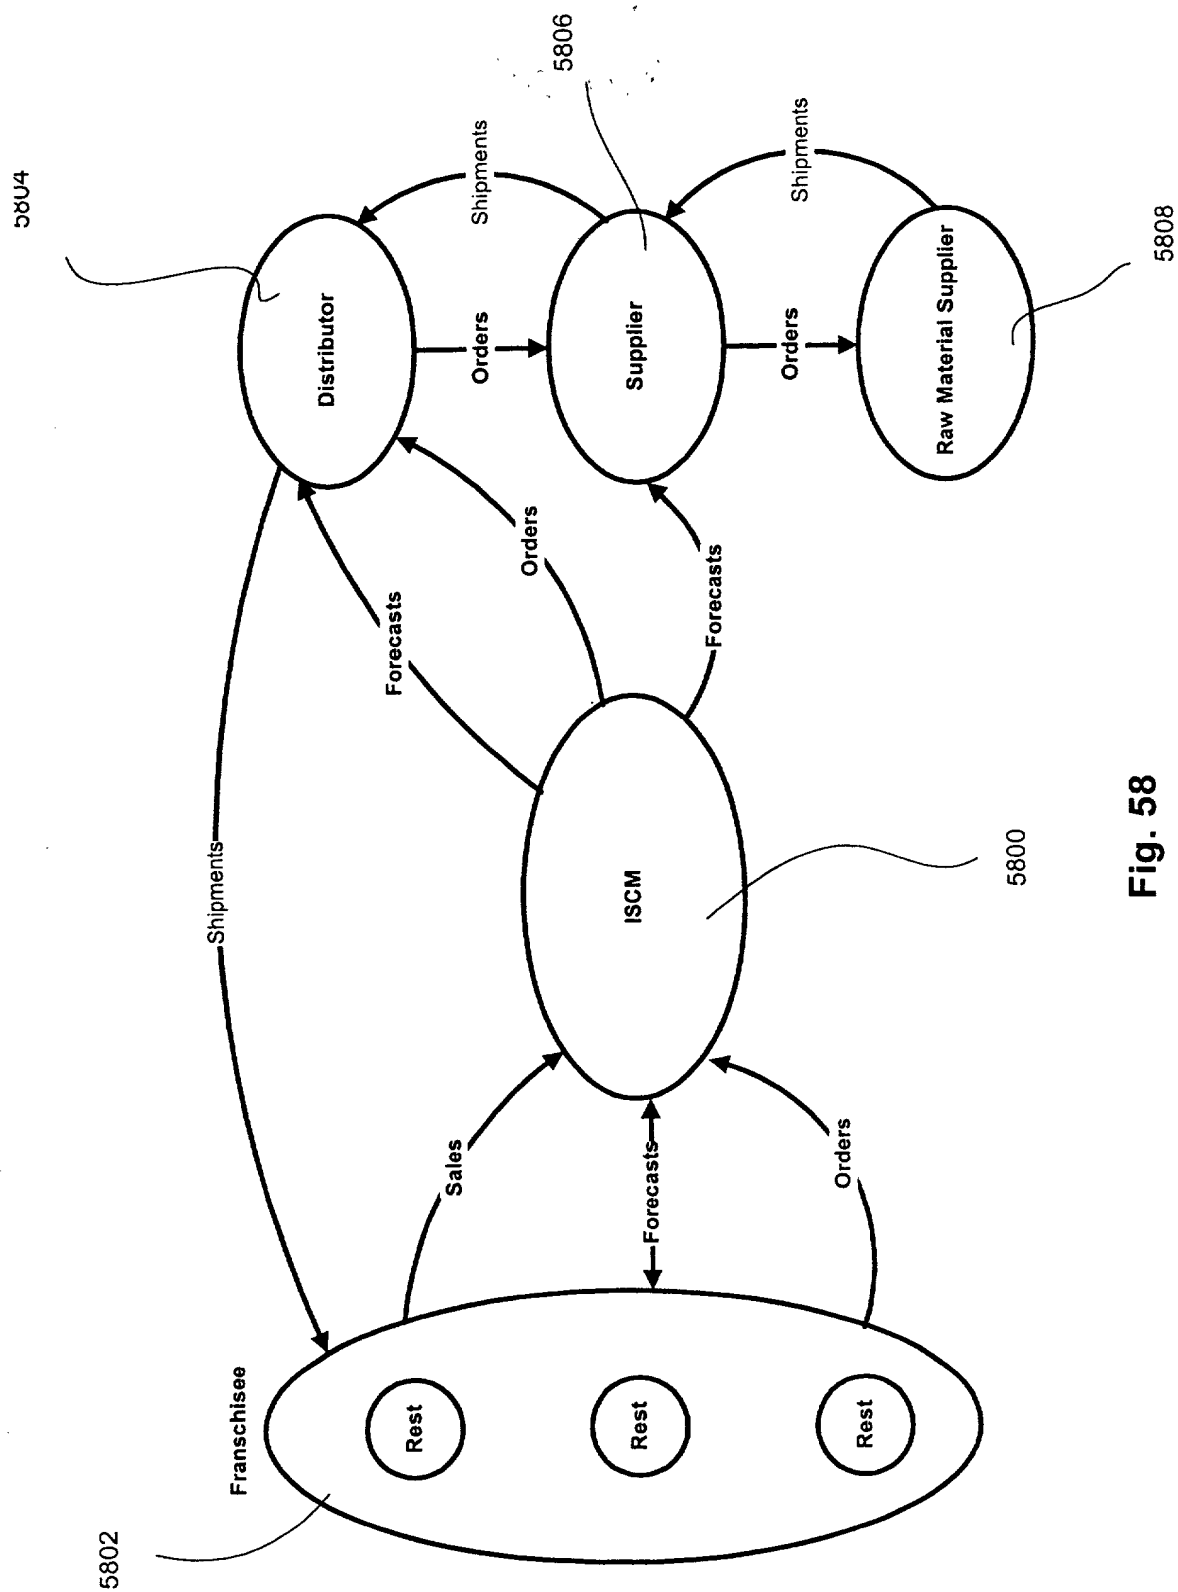 5804
5802
Shipments
Franschisee
Distributor
Forecasts
Rest
Sales
Orders
Shipments
Orders
5806
Rest
Forecasts
ISCM
Supplier
Forecasts
Orders
Shipments
Orders
Rest
Raw Material Supplier
5800
5808
Fig. 58